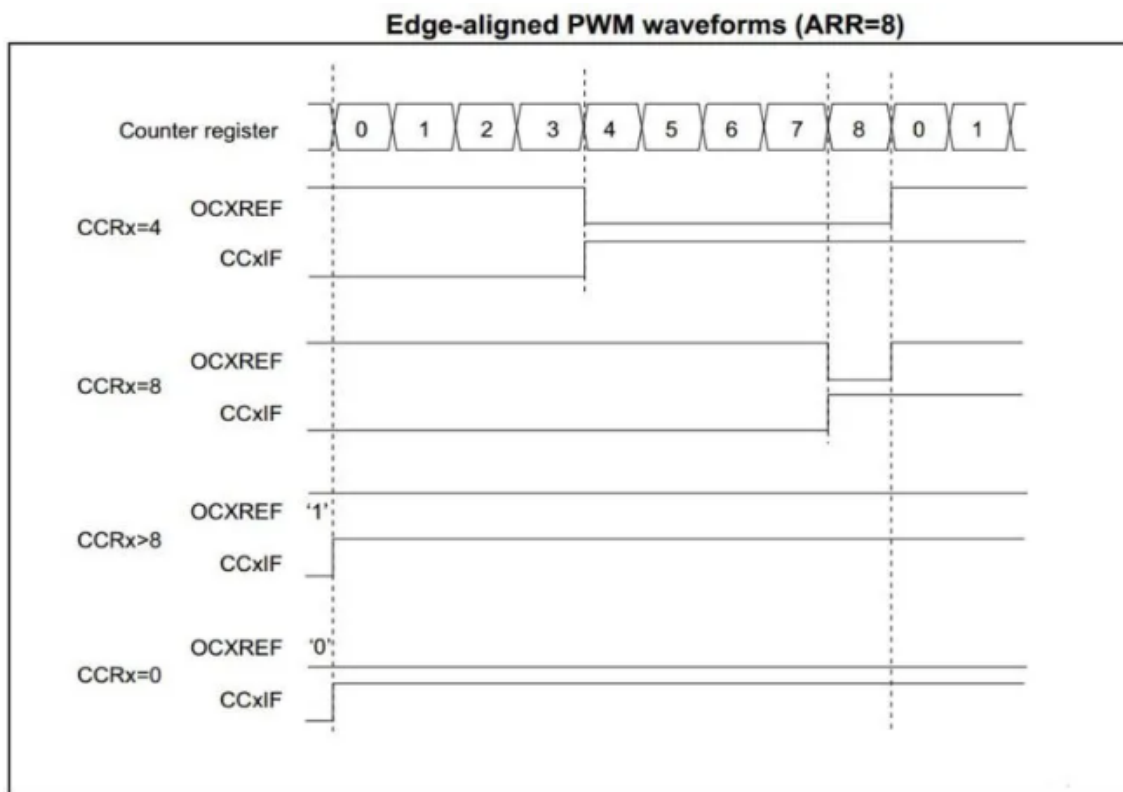 Edge-aligned PWM waveforms (ARR=8)
Counter register 0 1 2 3 4 5 6 7 8 0 1
CCRx=4
OCXREF
CCxIF
CCRx=8
OCXREF
CCxIF
CCRx>8
OCXREF '1'
CCxIF
CCRx=0
OCXREF '0'
CCxIF